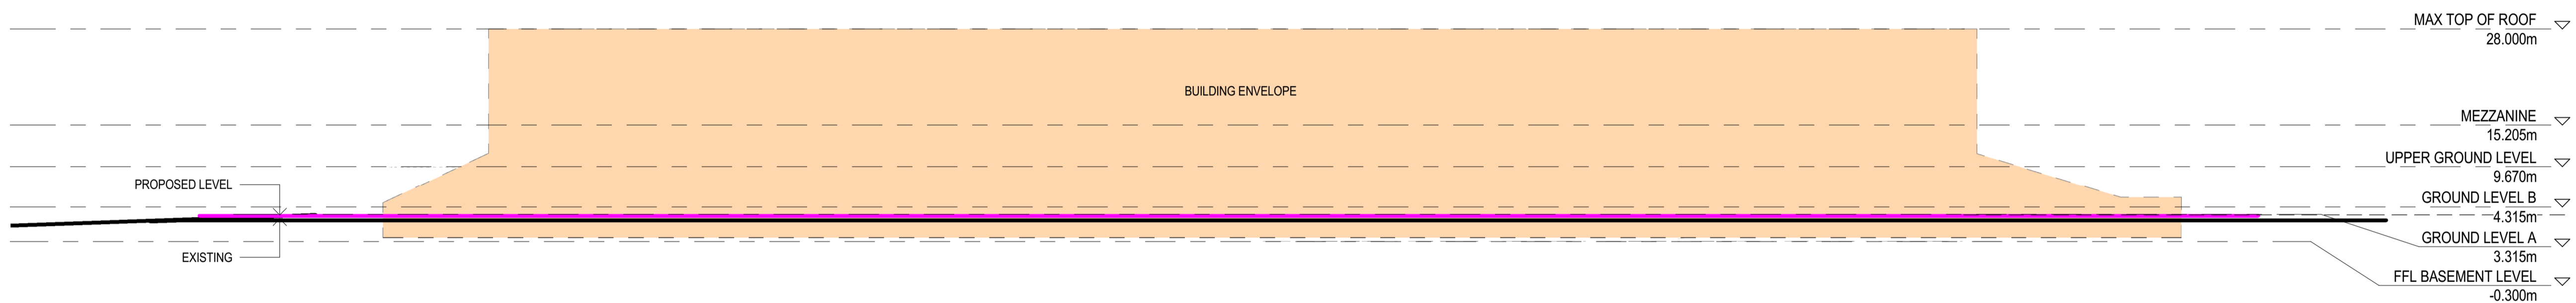 MAX TOP OF ROOF
28.000m
BUILDING ENVELOPE
MEZZANINE
15.205m
UPPER GROUND LEVEL
9.670m
PROPOSED LEVEL
GROUND LEVEL B
4.315m
GROUND LEVEL A
3.315m
EXISTING
FFL BASEMENT LEVEL
-0.300m